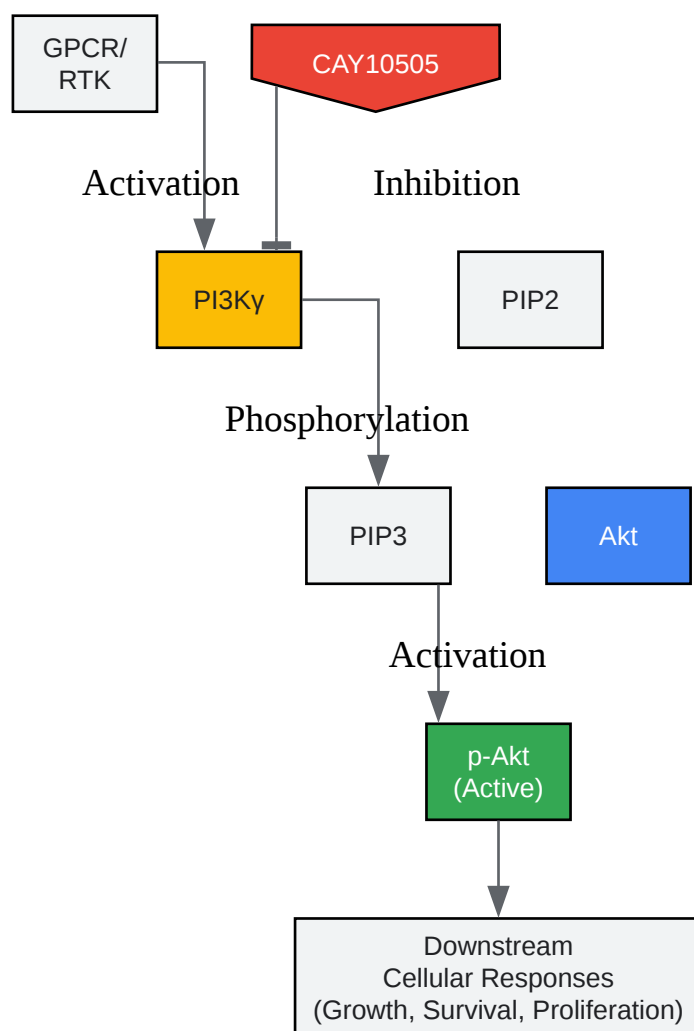 GPCR/
RTK
CAY10505
Activation
Inhibition
PI3Kγ
PIP2
Phosphorylation
PIP3
Akt
Activation
p-Akt
(Active)
Downstream
Cellular Responses
(Growth, Survival, Proliferation)